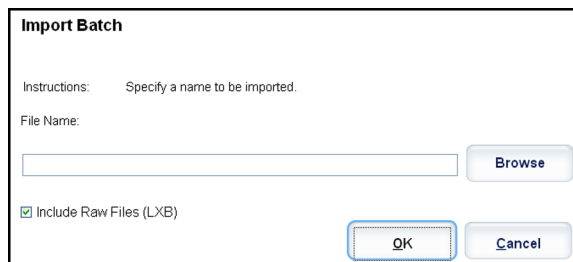 Import Batch
Instructions: Specify a name to be imported.
File Name:
Browse
Include Raw Files (LXB)
OK Cancel